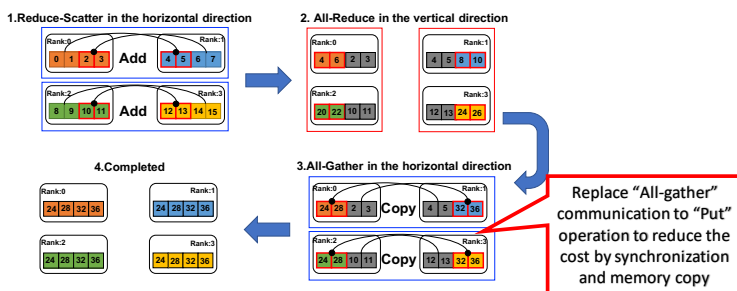 1.Reduce-Scatter in the horizontal direction
Rank:0
0 1 2 3
Add
Rank:1
4 5 6 7
Rank:2
8 9 10 11
Add
Rank:3
12 13 14 15
2. All-Reduce in the vertical direction
Rank:0
4 6 2 3
Rank:1
4 5 8 10
Rank:2
20 22 10 11
Rank:3
12 13 24 26
4.Completed
Rank:0
24 28 32 36
Rank:1
24 28 32 36
Rank:2
24 28 32 36
Rank:3
24 28 32 36
3.All-Gather in the horizontal direction
Rank:0
24 28 2 3
Copy
Rank:1
4 5 32 36
Rank:2
24 28 10 11
Copy
Rank:3
12 13 32 36
Replace “All-gather”
communication to “Put”
operation to reduce the
cost by synchronization
and memory copy